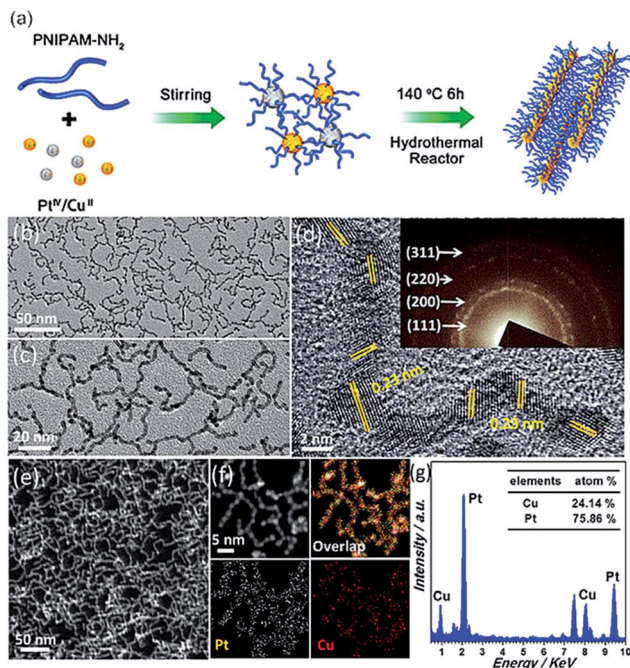 (a)
PNIPAM-NH₂
Stirring
140 °C 6h
Hydrothermal
Reactor
Ptᴵⱽ/Cuᴵᴵ
(b)
50 nm
(c)
20 nm
(d)
(311)
(220)
(200)
(111)
0.23 nm
0.23 nm
2 nm
(e)
50 nm
(f)
5 nm
Overlap
Pt
Cu
(g)
Intensity / a.u.
elements atom %
Cu 24.14 %
Pt 75.86 %
Pt
Cu
Cu
Pt
0 1 2 3 4 5 6 7 8 9 10
Energy / KeV